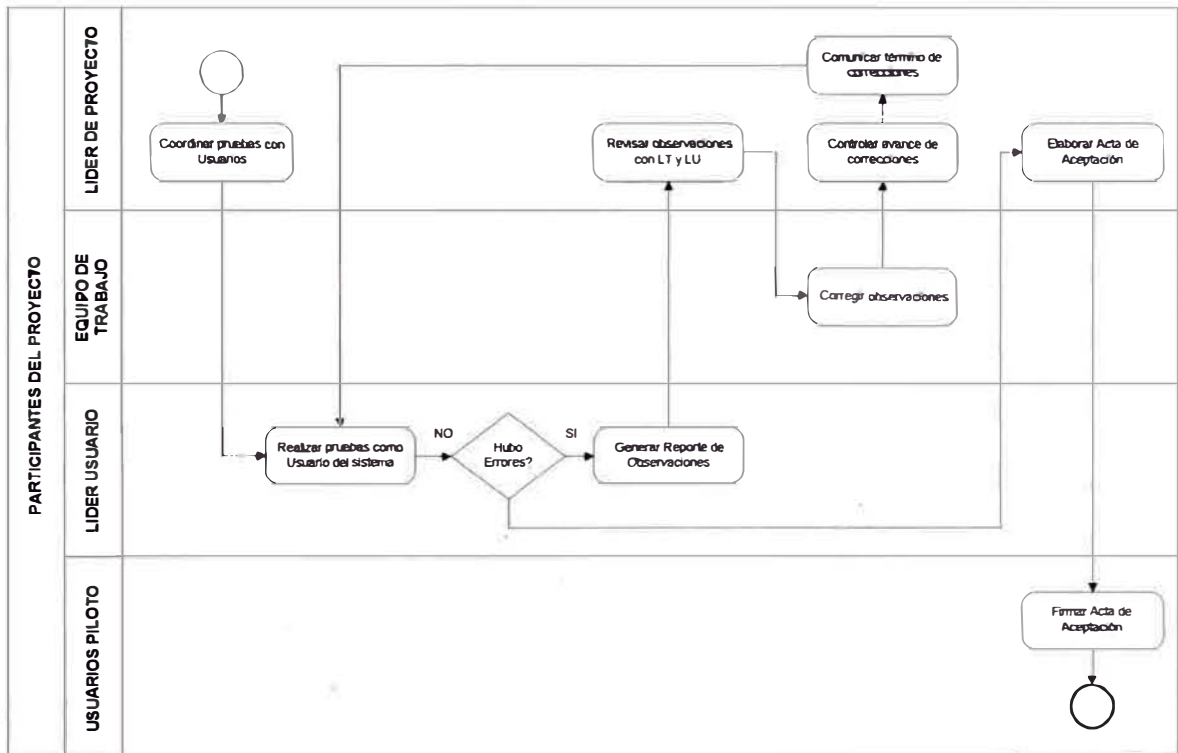 PARTICIPANTES DEL PROYECTO
LIDER DE PROYECTO
Coordinar pruebas con
Usuarios
Revisar observaciones
con LT y LU
Comunicar término de
correcciones
Controlar avance de
correcciones
Elaborar Acta de
Aceptación
EQUIPO DE
TRABAJO
Corregir observaciones
LIDER USUARIO
Realizar pruebas como
Usuario del sistema
NO
Hubo
Errores?
SI
Generar Reporte de
Observaciones
USUARIOS PILOTO
Firmar Acta de
Aceptación